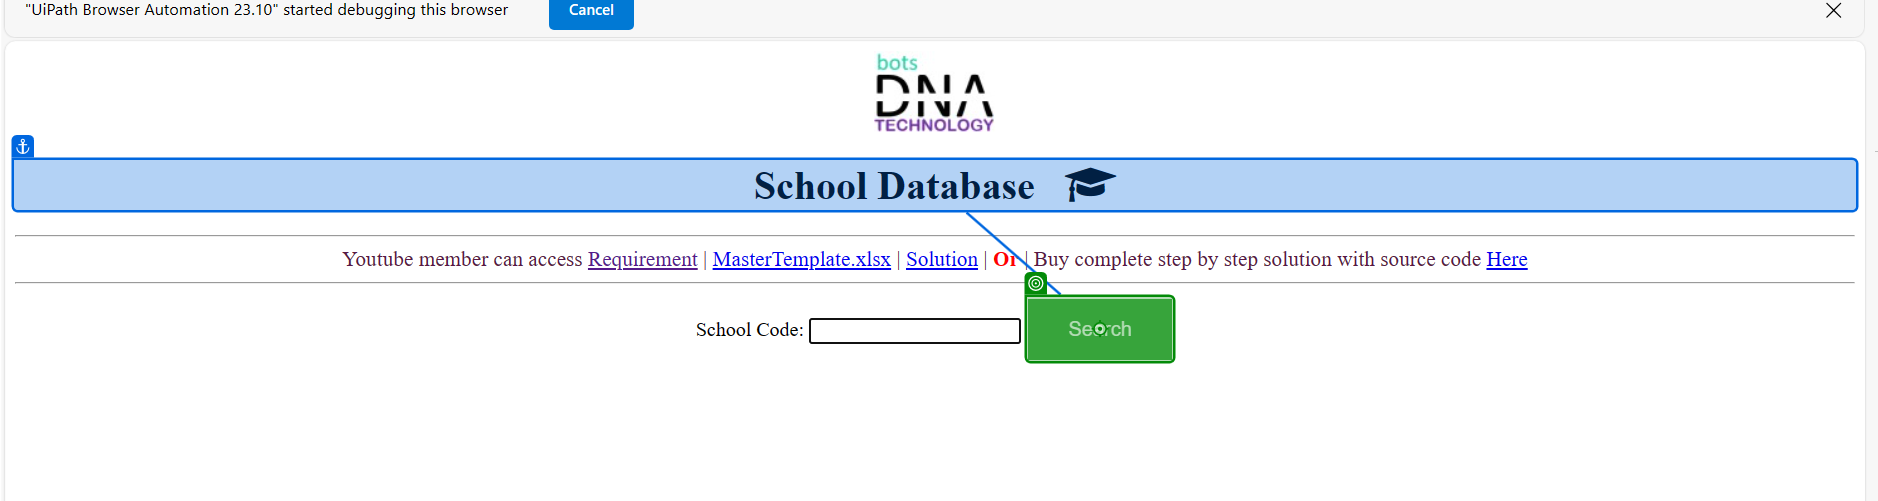 "UiPath Browser Automation 23.10" started debugging this browser Cancel
bots
DNA
TECHNOLOGY
School Database
Youtube member can access Requirement | MasterTemplate.xlsx | Solution | Or | Buy complete step by step solution with source code Here
School Code: Search